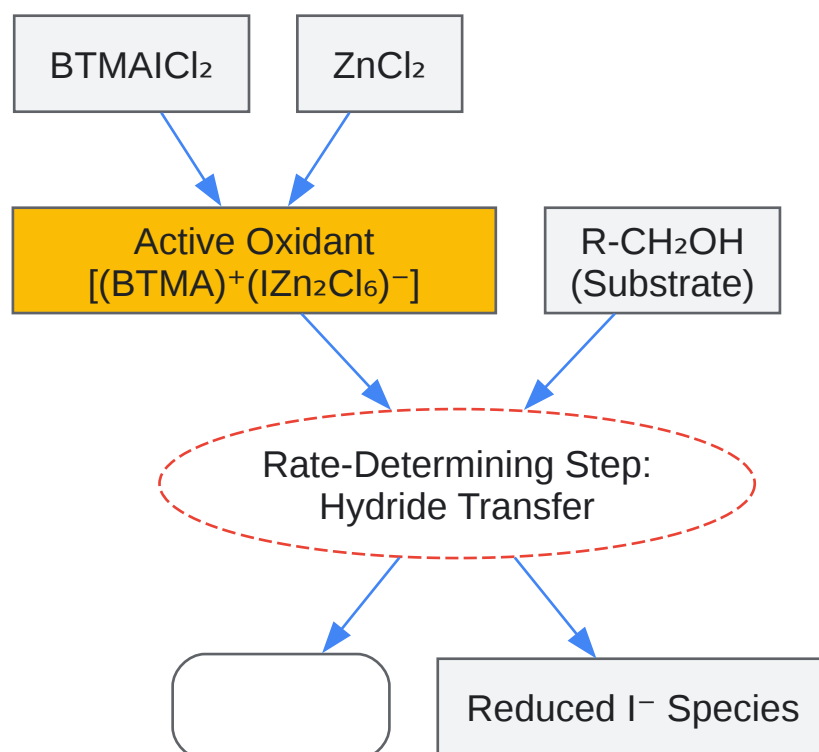 BTMAICl₂
ZnCl₂
Active Oxidant
[(BTMA)⁺(IZn₂Cl₆)⁻]
R-CH₂OH
(Substrate)
Rate-Determining Step:
Hydride Transfer
Reduced I⁻ Species